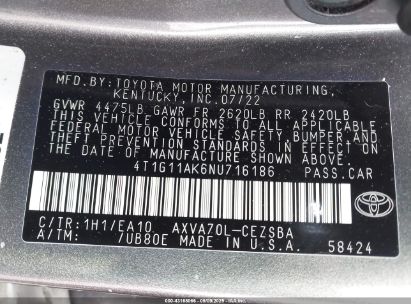 MFD.BY:TOYOTA MOTOR MANUFACTURING,
KENTUCKY,INC.07/22
GVWR 4475LB GAWR FR 2620LB RR 2420LB
THIS VEHICLE CONFORMS TO ALL APPLICABLE
FEDERAL MOTOR VEHICLE SAFETY, BUMPER AND
THEFT PREVENTION STANDARDS IN EFFECT ON
THE DATE OF MANUFACTURE SHOWN ABOVE.
4T1G11AK6NU716186 PASS.CAR
C/TR:1H1/EA10 AXVA70L-CEZSBA
A/TM: /UB80E MADE IN U.S.A. 58424
TOYOTA